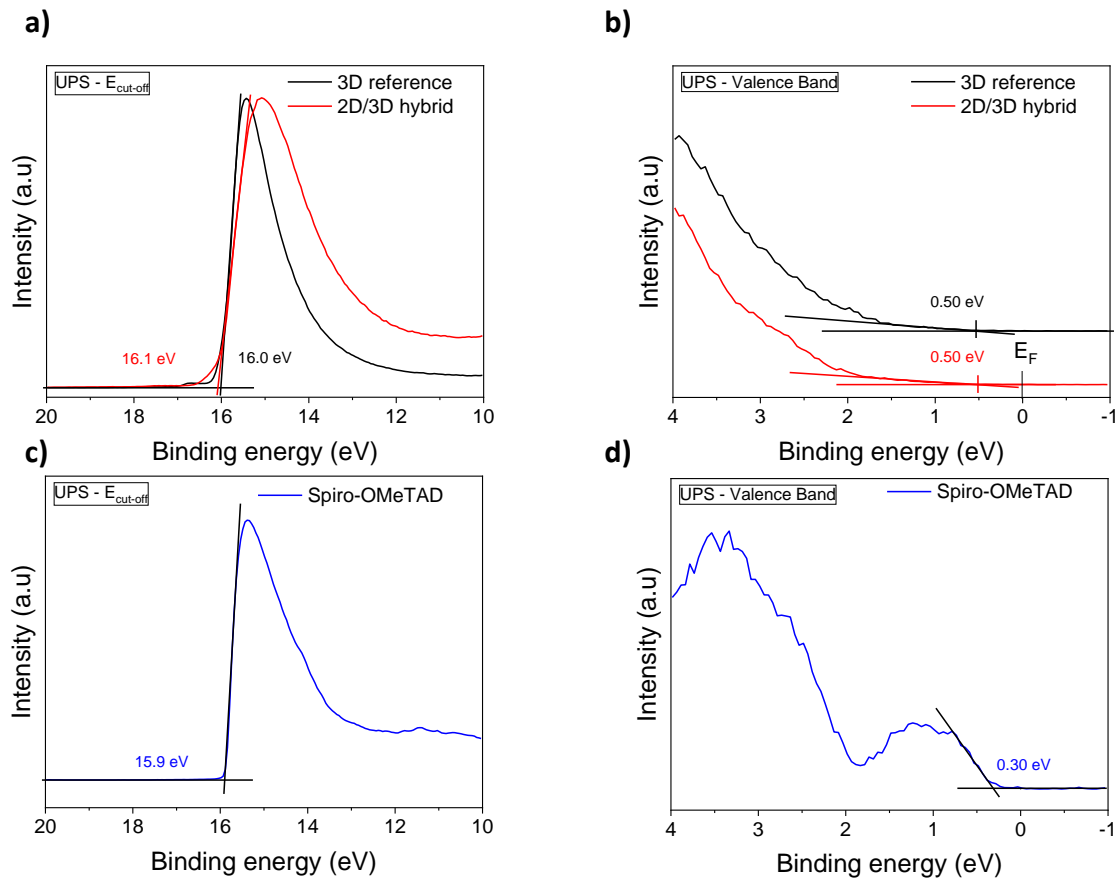 a)
UPS - Ecut-off
3D reference
2D/3D hybrid
16.1 eV
16.0 eV
Intensity (a.u)
20 18 16 14 12 10
Binding energy (eV)
b)
UPS - Valence Band
3D reference
2D/3D hybrid
0.50 eV
0.50 eV
EF
Intensity (a.u)
4 3 2 1 0 -1
Binding energy (eV)
c)
UPS - Ecut-off
Spiro-OMeTAD
15.9 eV
Intensity (a.u)
20 18 16 14 12 10
Binding energy (eV)
d)
UPS - Valence Band
Spiro-OMeTAD
0.30 eV
Intensity (a.u)
4 3 2 1 0 -1
Binding energy (eV)